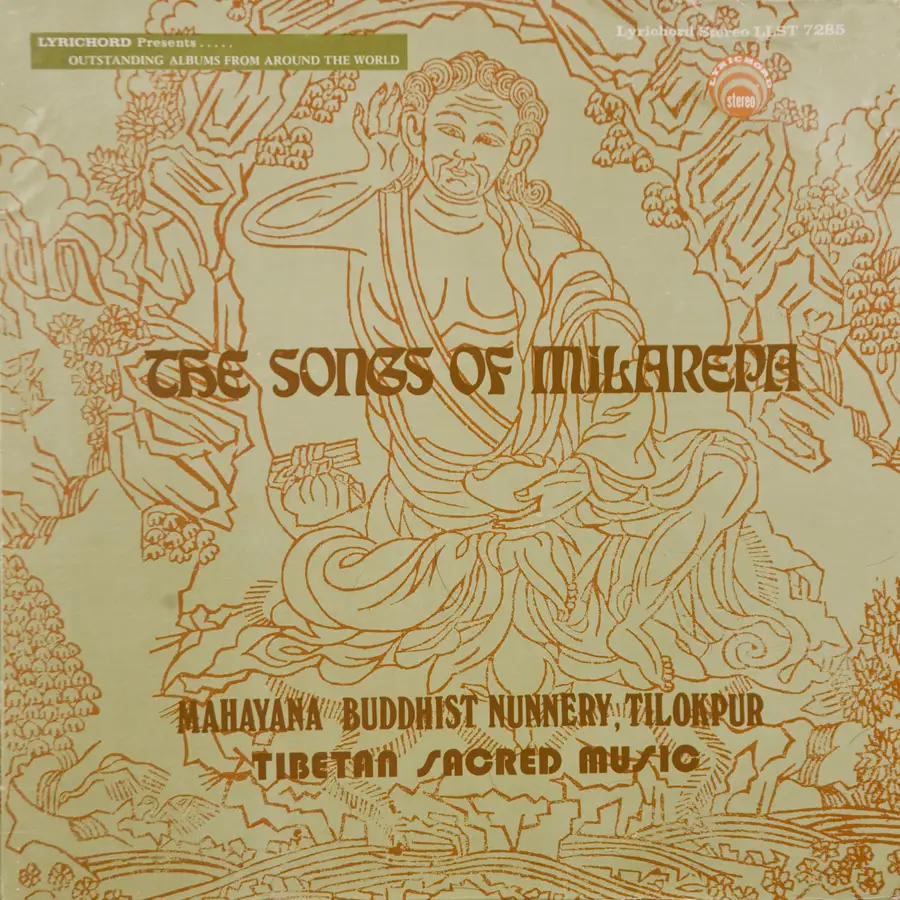 LYRICHORD Presents.....
OUTSTANDING ALBUMS FROM AROUND THE WORLD
Lyrichord Stereo LLST 7285
LYRICHORD
stereo
THE SONGS OF MILAREPA
MAHAYANA BUDDHIST NUNNERY, TILOKPUR
TIBETAN SACRED MUSIC